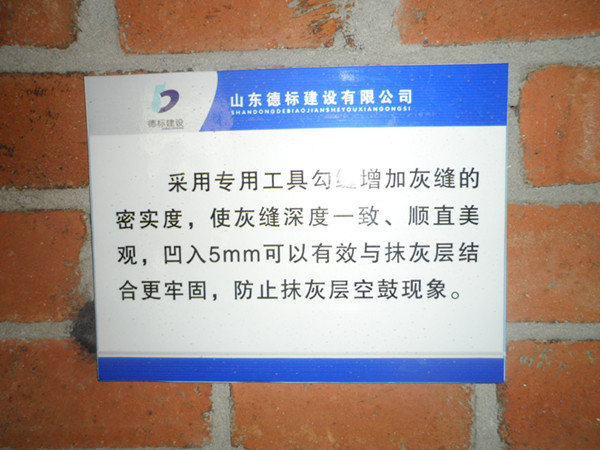 山东德标建设有限公司
SHANDONGDEBIAOJIANSHEYOUXIANGONGSI
德标建设
采用专用工具勾缝增加灰缝的
密实度，使灰缝深度一致、顺直美
观，凹入5mm可以有效与抹灰层结
合更牢固，防止抹灰层空鼓现象。